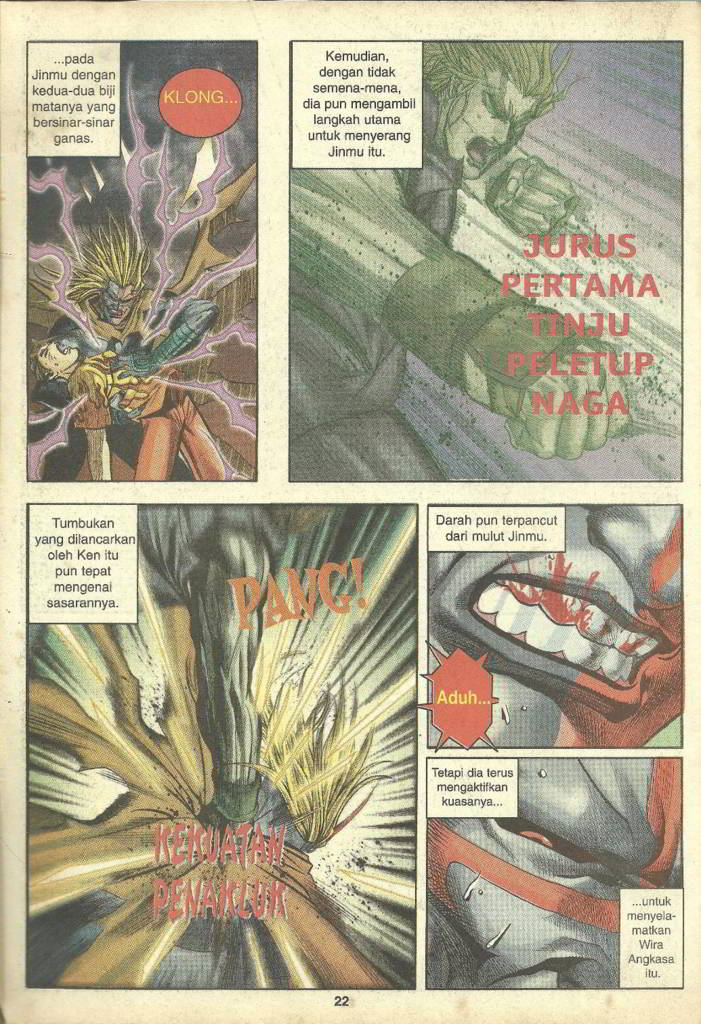 ...pada
Jinmu dengan
kedua-dua biji
matanya yang
bersinar-sinar
ganas.
KLONG...
Kemudian,
dengan tidak
semena-mena,
dia pun mengambil
langkah utama
untuk menyerang
Jinmu itu.
JURUS
PERTAMA
TINJU
PELETUP
NAGA
Tumbukan
yang dilancarkan
oleh Ken itu
pun tepat
mengenai
sasarannya.
PANG!
KEKUATAN
PENAKLUK
Darah pun terpancut
dari mulut Jinmu.
Aduh...
Tetapi dia terus
mengaktifkan
kuasanya...
...untuk
menyela-
matkan
Wira
Angkasa
itu.
22